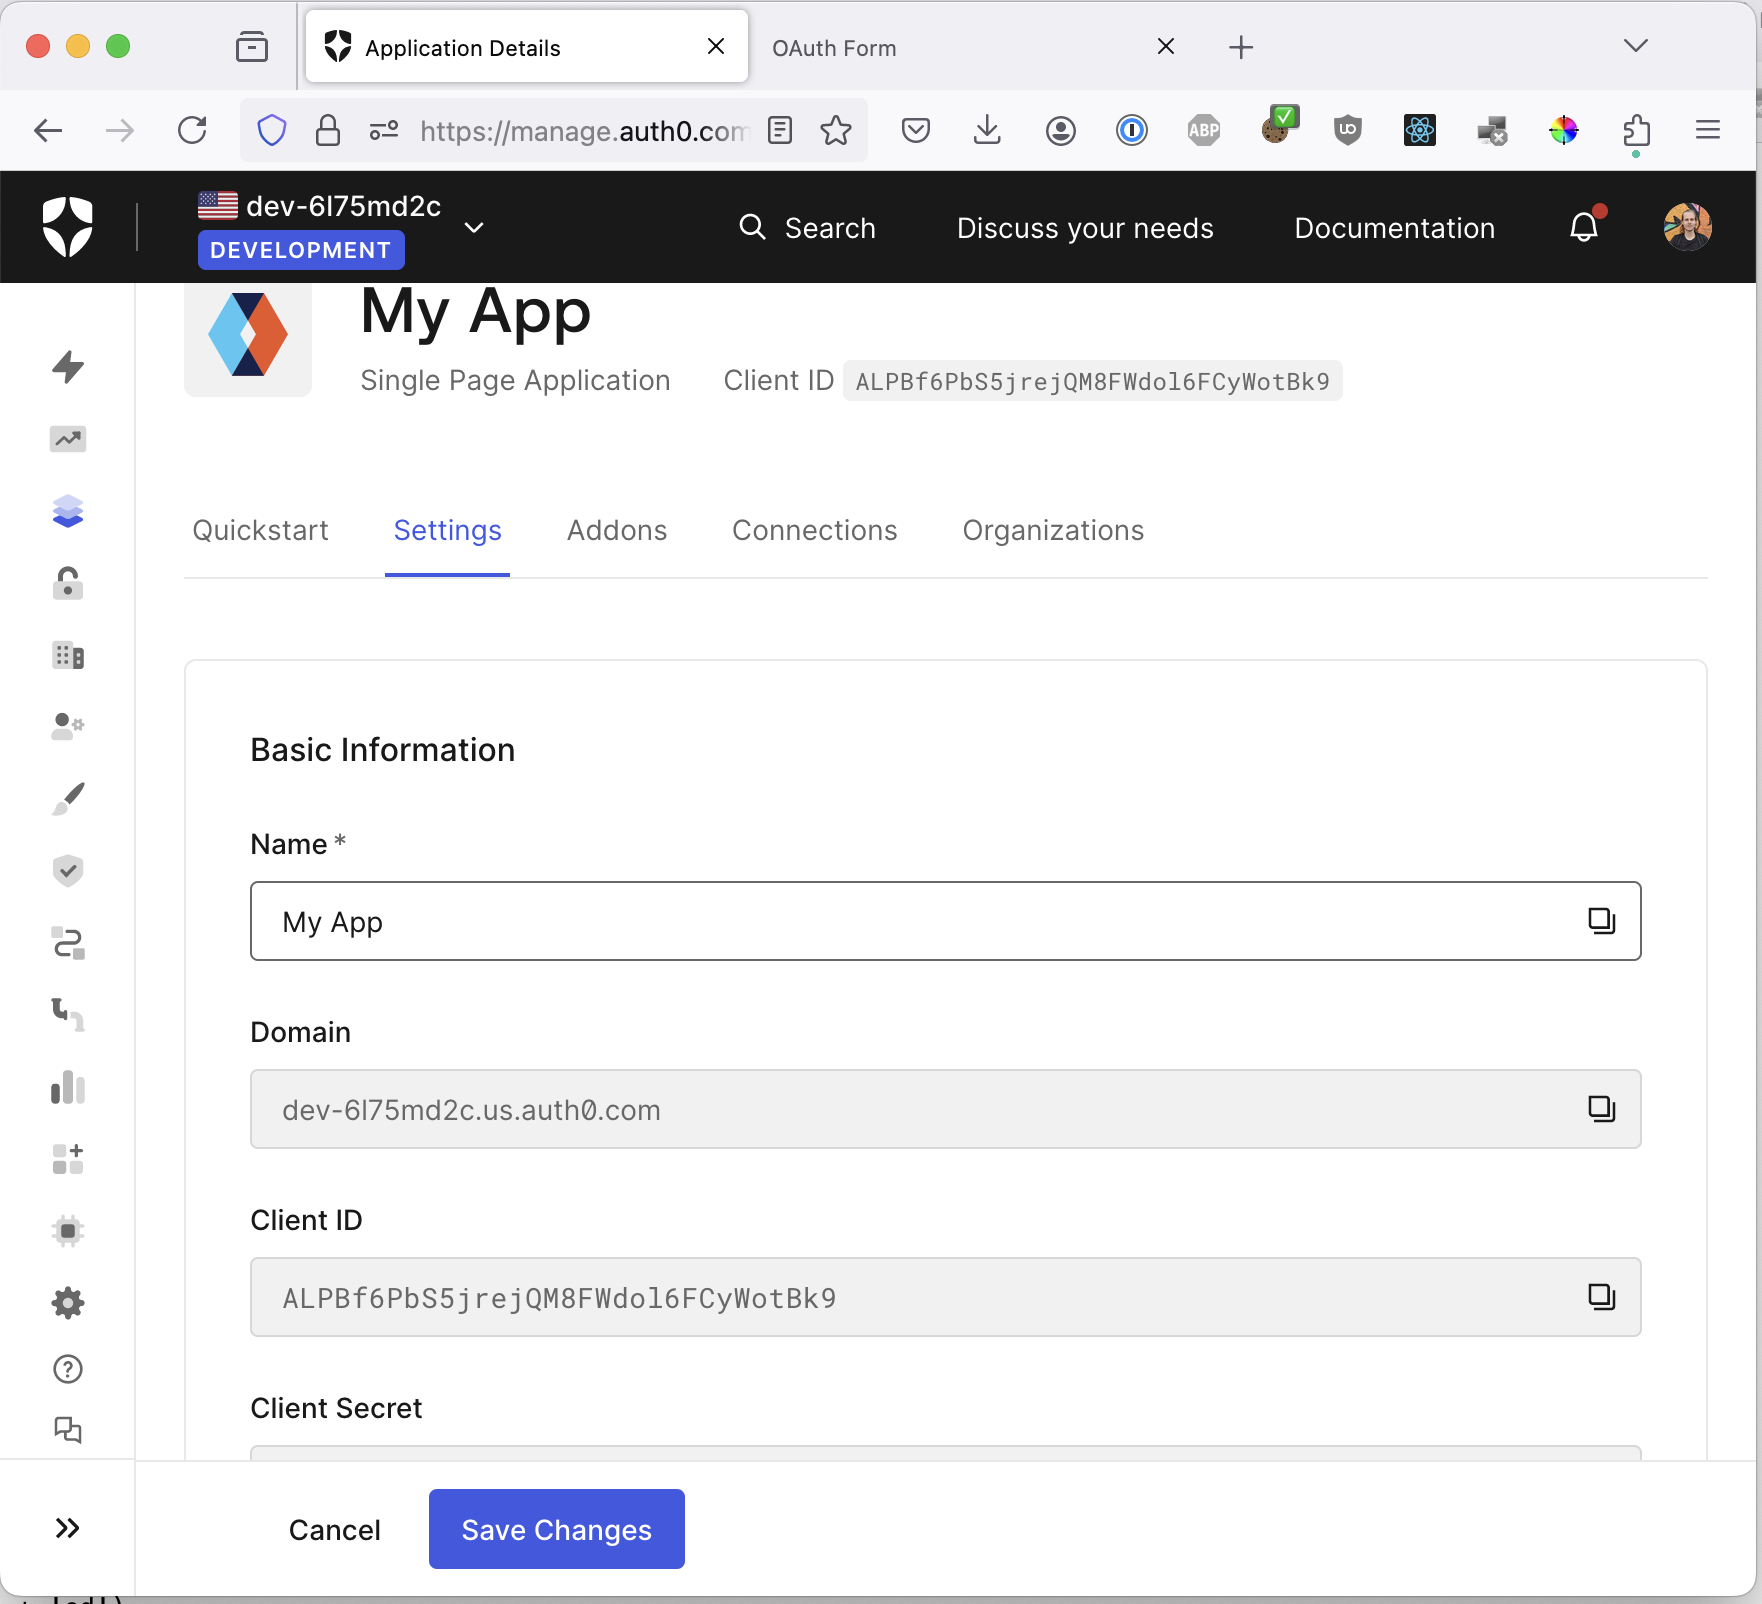 Application Details
OAuth Form
https://manage.auth0.com
ABP
UO
dev-6l75md2c
DEVELOPMENT
Search
Discuss your needs
Documentation
My App
Single Page Application
Client ID
ALPBf6PbS5jrejQM8FWdol6FCyWotBk9
Quickstart
Settings
Addons
Connections
Organizations
Basic Information
Name *
My App
Domain
dev-6l75md2c.us.auth0.com
Client ID
ALPBf6PbS5jrejQM8FWdol6FCyWotBk9
Client Secret
Cancel
Save Changes